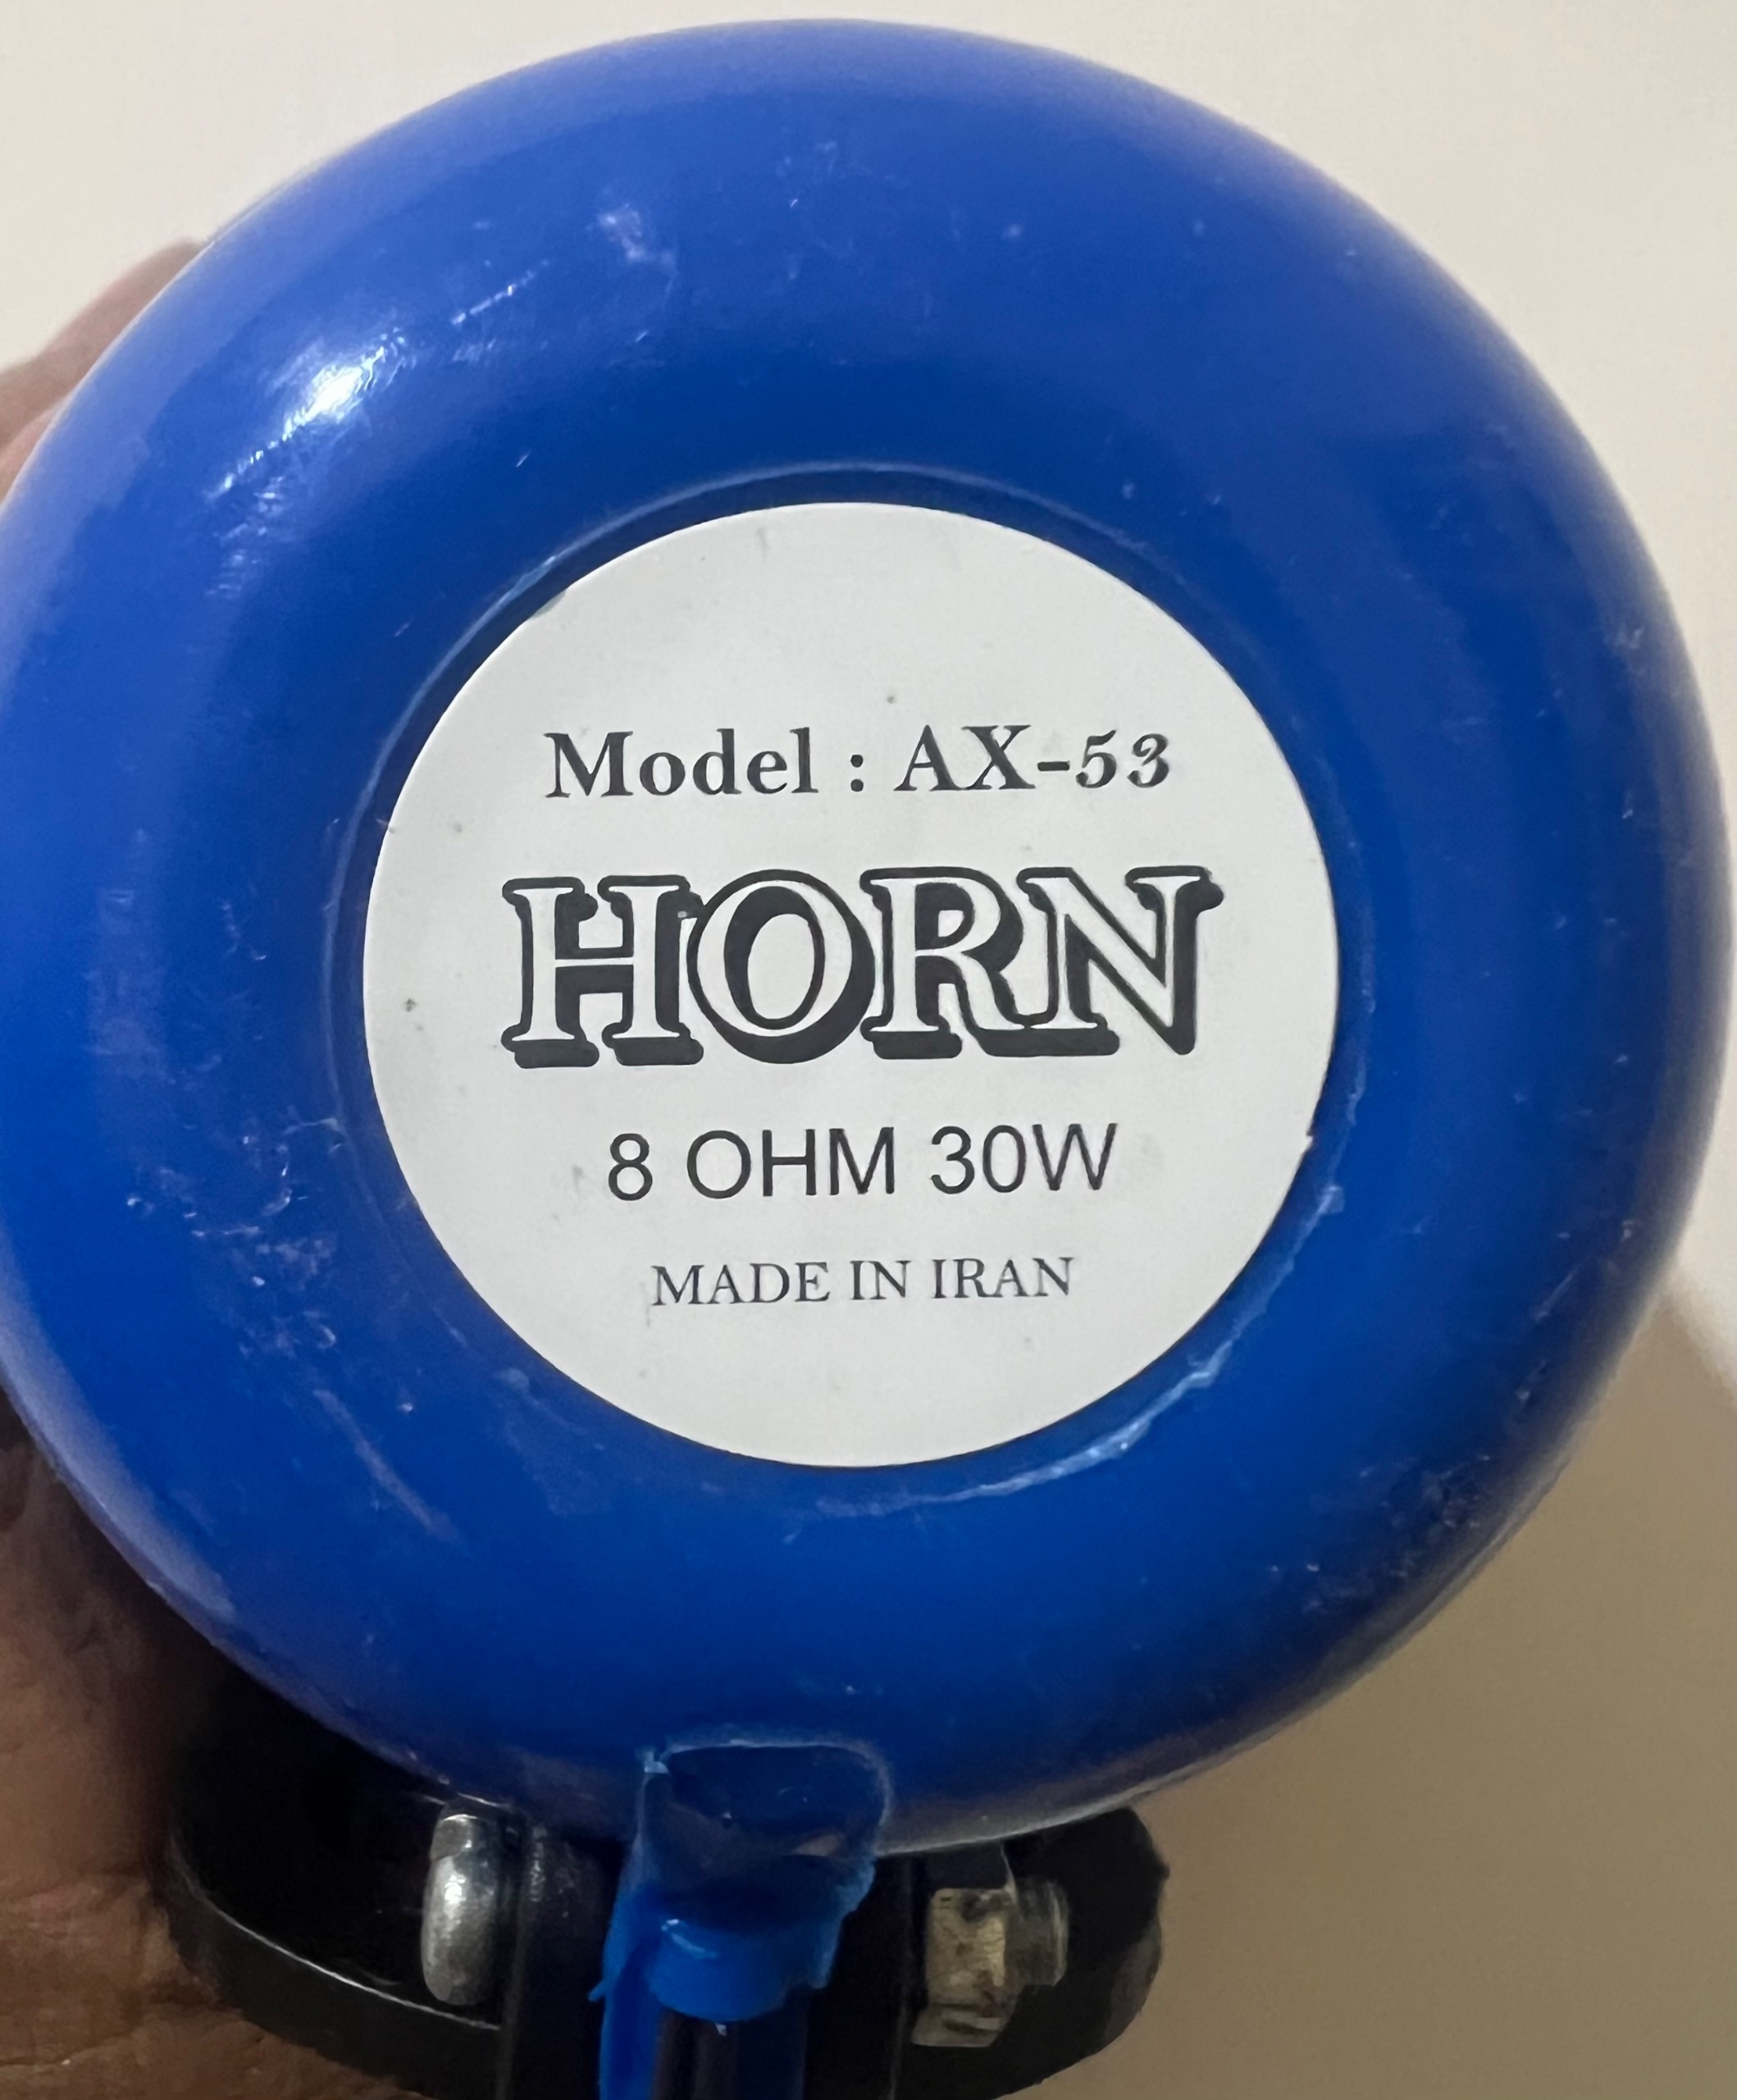 Model : AX-53
HORN
8 OHM 30W
MADE IN IRAN